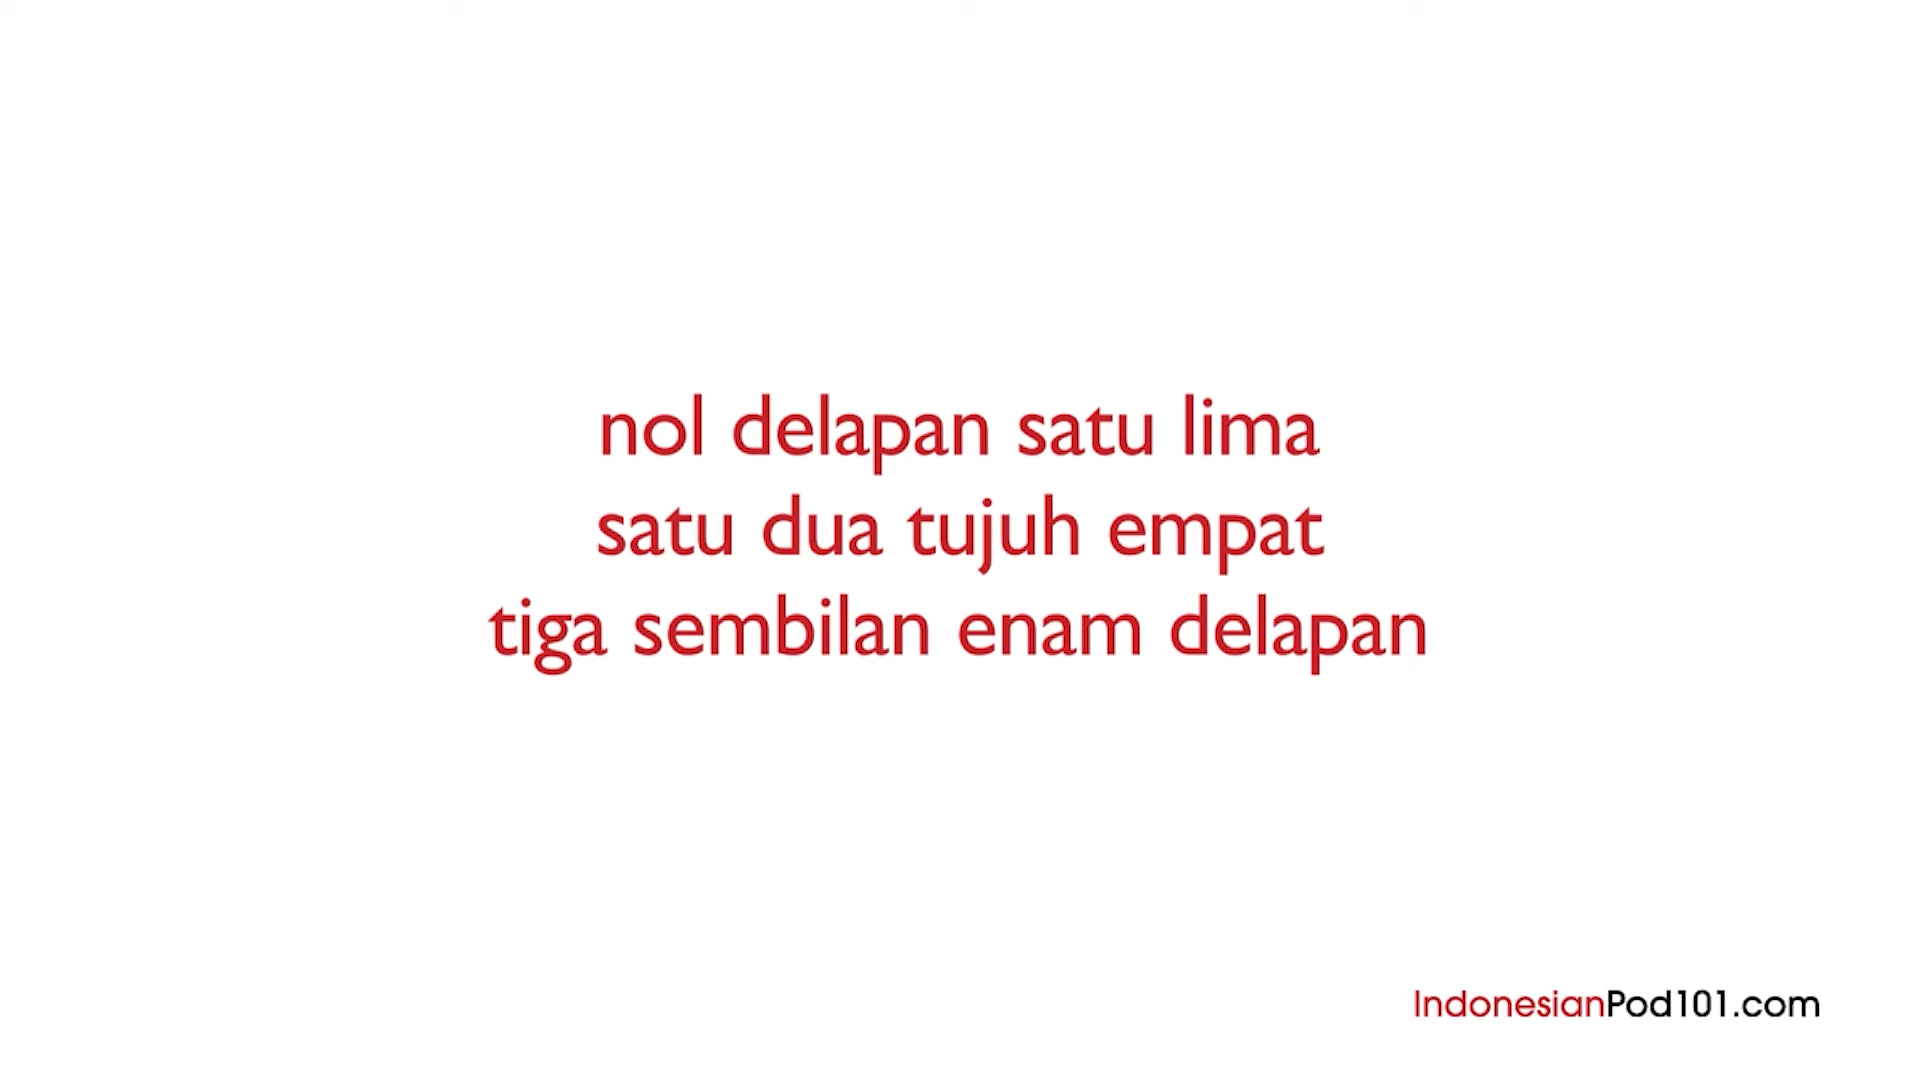 nol delapan satu lima
satu dua tujuh empat
tiga sembilan enam delapan
IndonesianPod101.com